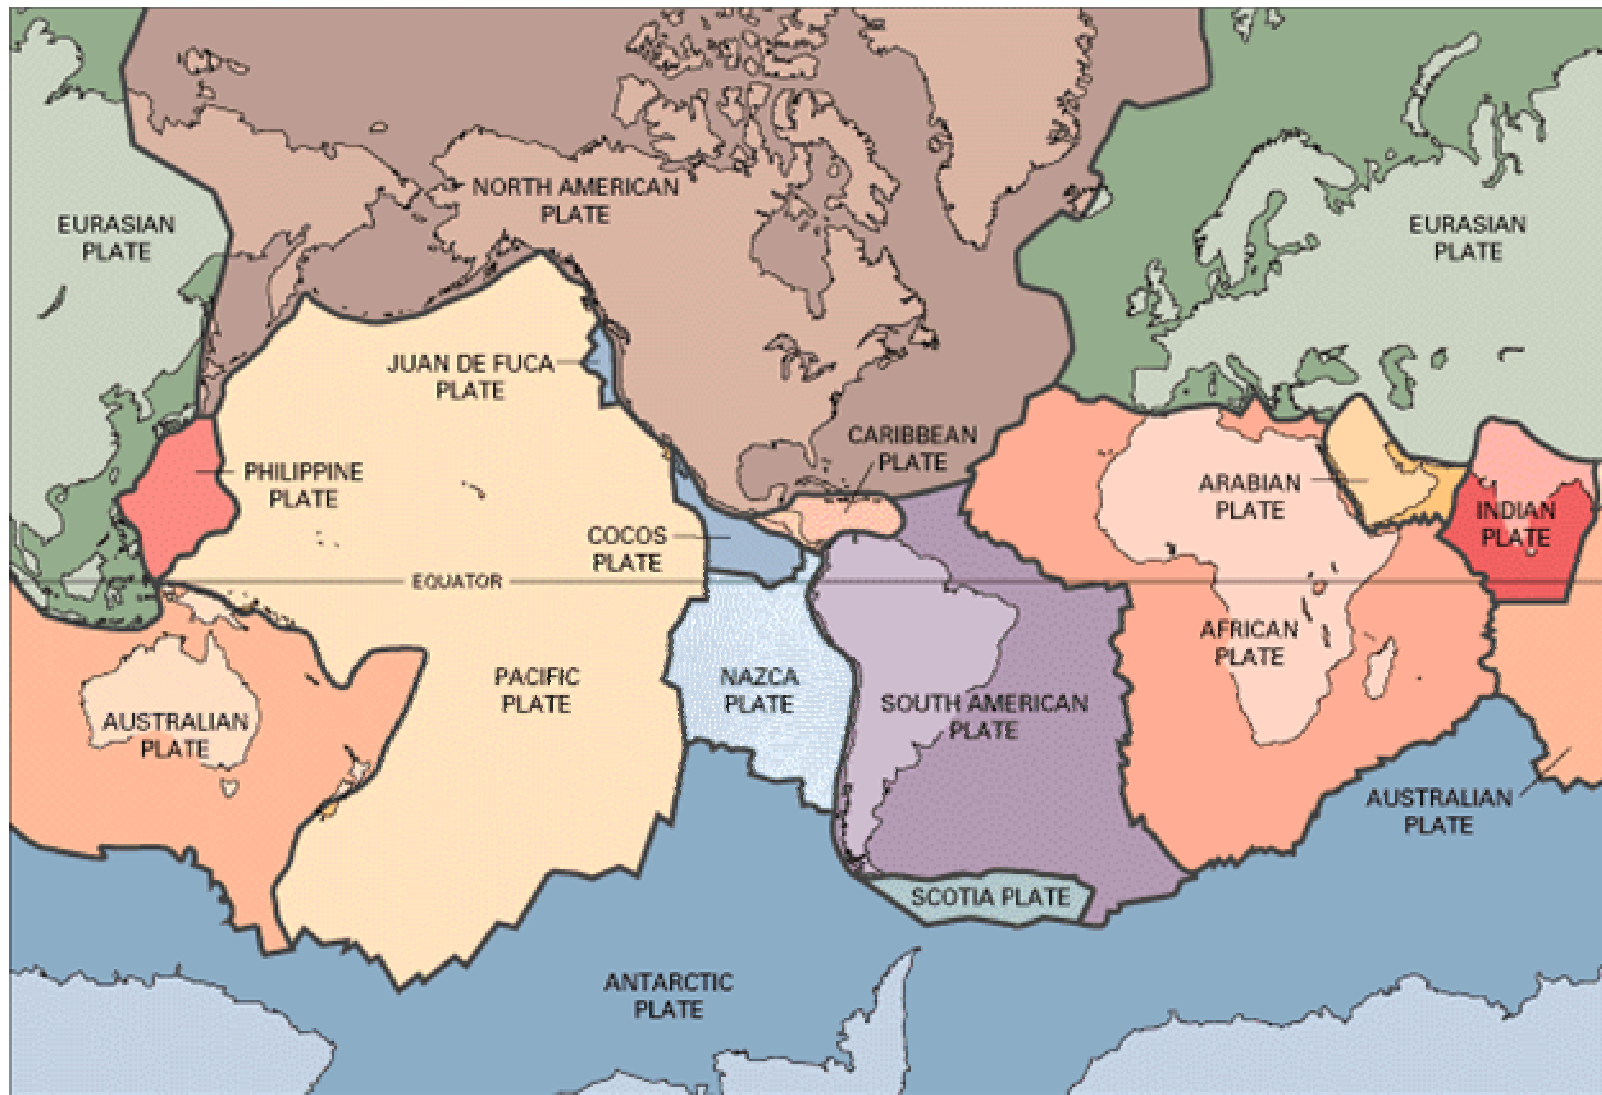 NORTH AMERICAN
PLATE
EURASIAN
PLATE
EURASIAN
PLATE
JUAN DE FUCA
PLATE
CARIBBEAN
PLATE
PHILIPPINE
PLATE
ARABIAN
PLATE
INDIAN
PLATE
COCOS
PLATE
EQUATOR
AFRICAN
PLATE
PACIFIC
PLATE
NAZCA
PLATE
SOUTH AMERICAN
PLATE
AUSTRALIAN
PLATE
AUSTRALIAN
PLATE
SCOTIA PLATE
ANTARCTIC
PLATE